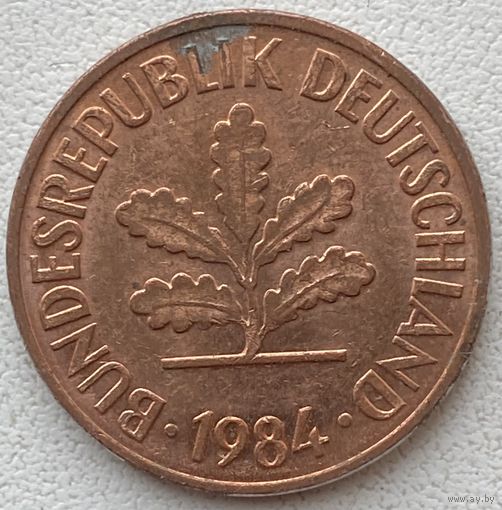 BUNDESREPUBLIK DEUTSCHLAND
· 1984 ·
www.ay.by